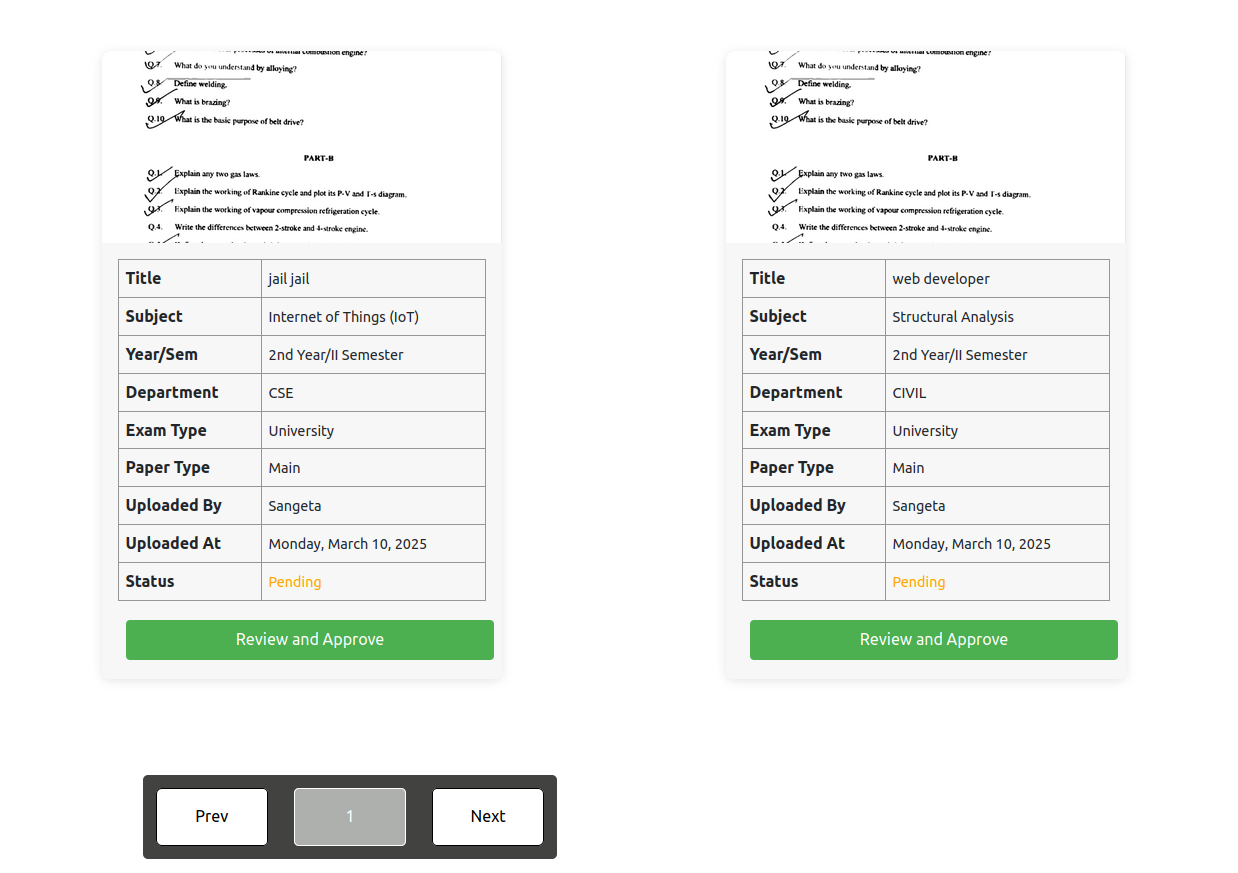 processes of internal combustion engine?
Q.7. What do you understand by alloying?
Q.8 Define welding.
Q.9. What is brazing?
Q.10 What is the basic purpose of belt drive?
PART-B
Q.1. Explain any two gas laws.
Q.2. Explain the working of Rankine cycle and plot its P-V and T-s diagram.
Q.3. Explain the working of vapour compression refrigeration cycle.
Q.4. Write the differences between 2-stroke and 4-stroke engine.
Title jail jail
Subject Internet of Things (IoT)
Year/Sem 2nd Year/II Semester
Department CSE
Exam Type University
Paper Type Main
Uploaded By Sangeta
Uploaded At Monday, March 10, 2025
Status Pending
Review and Approve
processes of internal combustion engine?
Q.7. What do you understand by alloying?
Q.8 Define welding.
Q.9. What is brazing?
Q.10 What is the basic purpose of belt drive?
PART-B
Q.1. Explain any two gas laws.
Q.2. Explain the working of Rankine cycle and plot its P-V and T-s diagram.
Q.3. Explain the working of vapour compression refrigeration cycle.
Q.4. Write the differences between 2-stroke and 4-stroke engine.
Title web developer
Subject Structural Analysis
Year/Sem 2nd Year/II Semester
Department CIVIL
Exam Type University
Paper Type Main
Uploaded By Sangeta
Uploaded At Monday, March 10, 2025
Status Pending
Review and Approve
Prev 1 Next